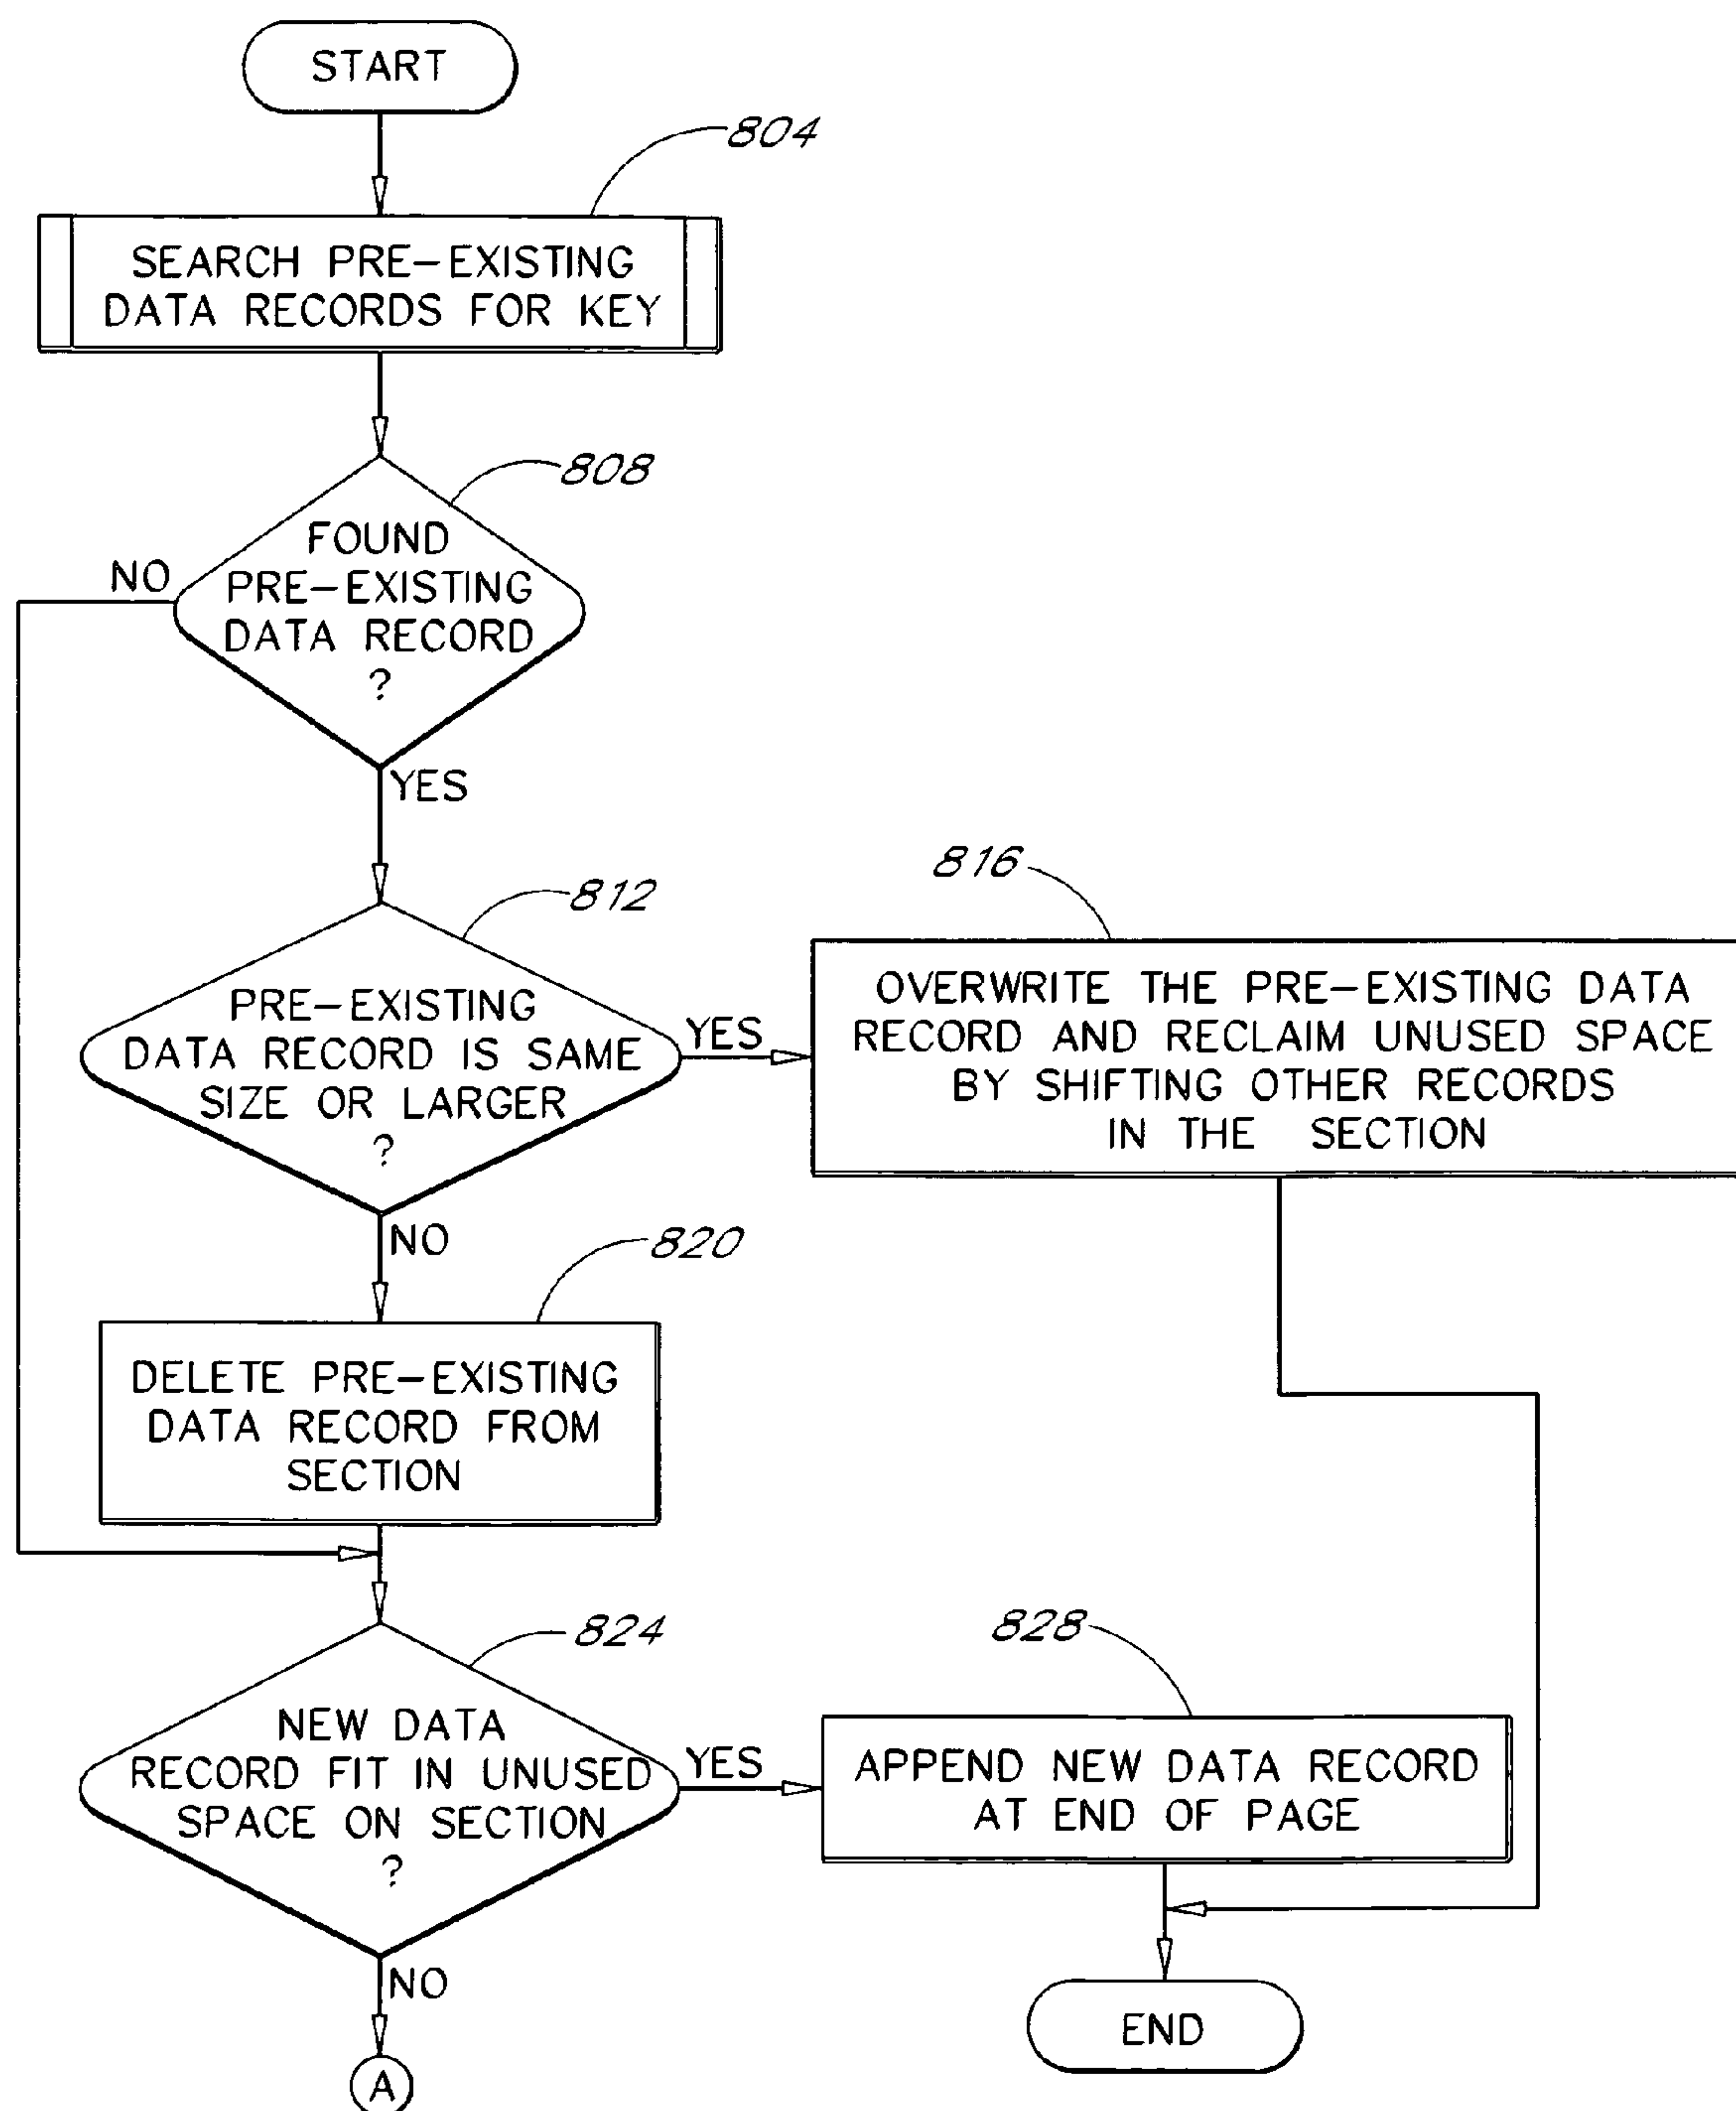 START
804
SEARCH PRE-EXISTING
DATA RECORDS FOR KEY
808
FOUND
PRE-EXISTING
DATA RECORD
?
NO
YES
812
PRE-EXISTING
DATA RECORD IS SAME
SIZE OR LARGER
?
YES
816
OVERWRITE THE PRE-EXISTING DATA
RECORD AND RECLAIM UNUSED SPACE
BY SHIFTING OTHER RECORDS
IN THE SECTION
NO
820
DELETE PRE-EXISTING
DATA RECORD FROM
SECTION
824
NEW DATA
RECORD FIT IN UNUSED
SPACE ON SECTION
?
YES
828
APPEND NEW DATA RECORD
AT END OF PAGE
NO
A
END